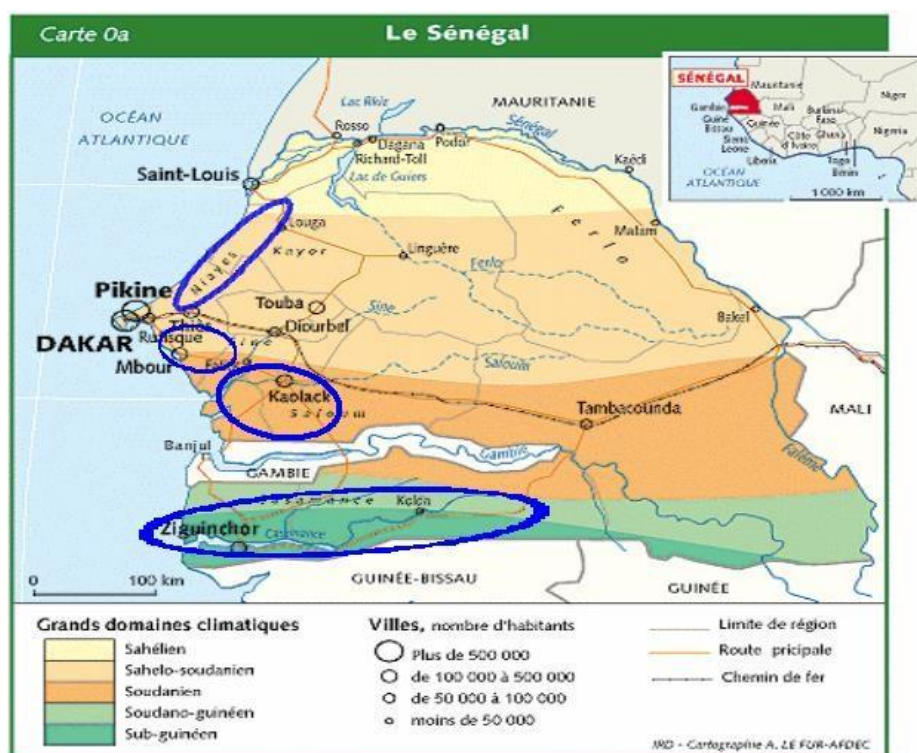 Carte 0a
Le Sénégal
SÉNÉGAL
Mauritanie
Niger
Mali
Gambie
Burkina-
Faso
Guiné
Bissau
Guinée
Sierra
Leone
Côte
d'Ivoire
Ghana
Nigeria
Liberia
Togo
Bénin
OCÉAN
ATLANTIQUE
1 000 km
OCÉAN
ATLANTIQUE
Lac Rkiz
MAURITANIE
Rosso
Sénégal
Dagana
Podor
Richard-Toll
Kaédi
Saint-Louis
Lac de Guiers
Louga
Ferlo
Matam
Niayes
Kayor
Linguère
Ferlo
Pikine
Touba
Sine
Bakel
Thiès
Diourbel
DAKAR
Rufisque
Sine
Mbour
Saloum
Kaolack
Saloum
Tambacounda
MALI
Banjul
Gambie
Falémé
GAMBIE
Casamance
Kolda
Ziguinchor
Casamance
0
100 km
GUINÉE-BISSAU
GUINÉE
Grands domaines climatiques
Sahélien
Sahelo-soudanien
Soudanien
Soudano-guinéen
Sub-guinéen
Villes, nombre d'habitants
Plus de 500 000
de 100 000 à 500 000
de 50 000 à 100 000
moins de 50 000
Limite de région
Route pricipale
Chemin de fer
IRD - Cartographie A. LE FUR-AFDEC